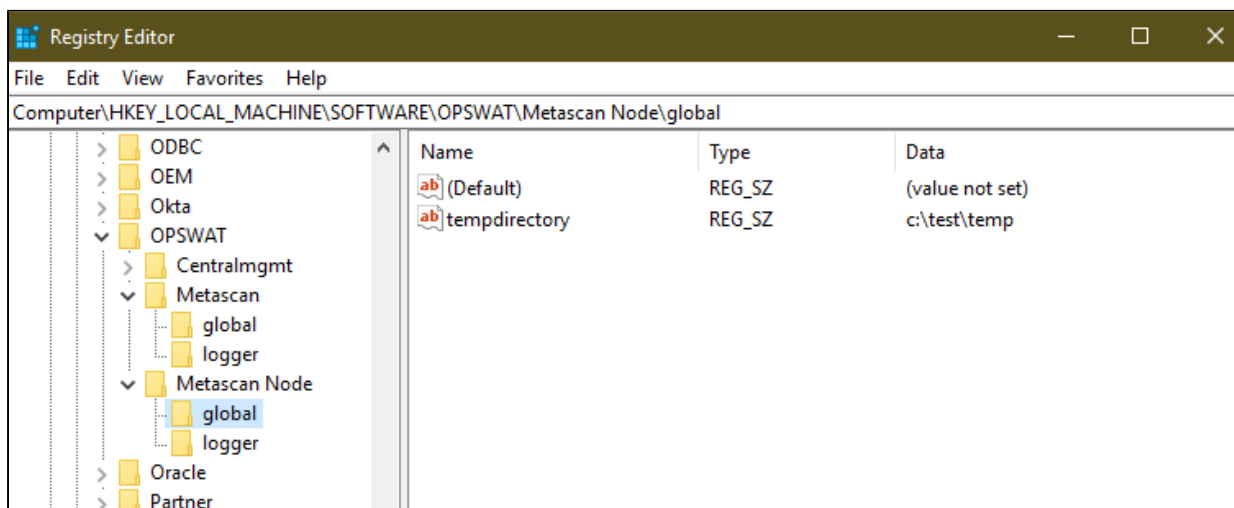 Registry Editor
File Edit View Favorites Help
Computer\HKEY_LOCAL_MACHINE\SOFTWARE\OPSWAT\Metascan Node\global
ODBC
OEM
Okta
OPSWAT
Centralmgmt
Metascan
global
logger
Metascan Node
global
logger
Oracle
Partner
Name Type Data
ab (Default) REG_SZ (value not set)
ab tempdirectory REG_SZ c:\test\temp